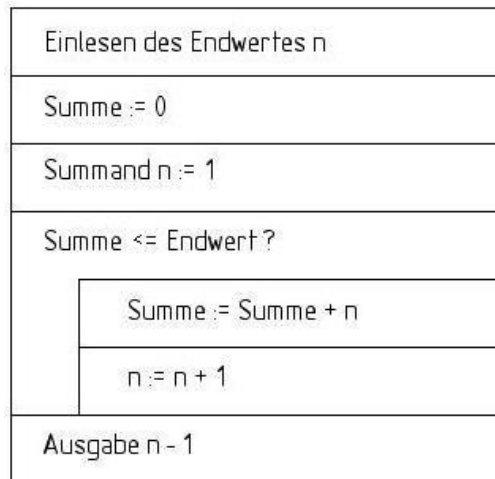 Einlesen des Endwertes n
Summe := 0
Summand n := 1
Summe <= Endwert?
Summe := Summe + n
n := n + 1
Ausgabe n - 1